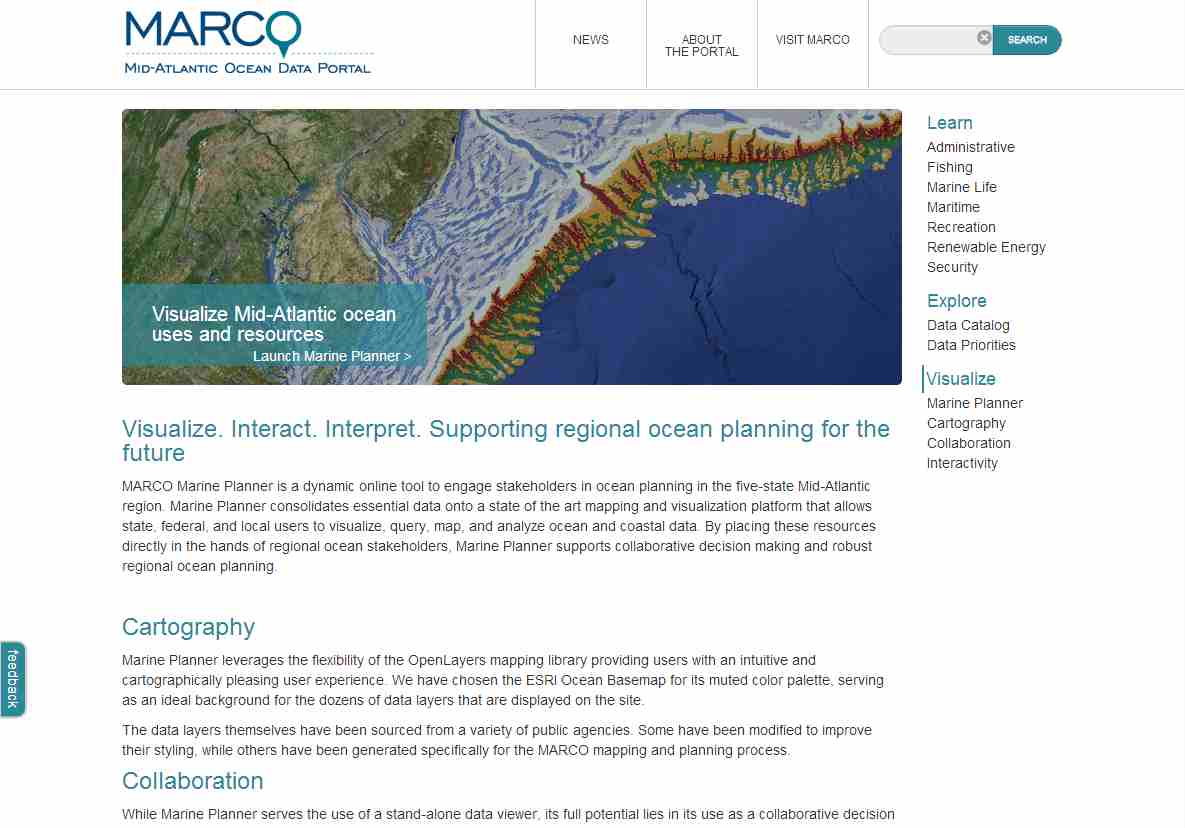 MARCO
MID-ATLANTIC OCEAN DATA PORTAL
NEWS
ABOUT
THE PORTAL
VISIT MARCO
SEARCH
Visualize Mid-Atlantic ocean
uses and resources
Launch Marine Planner >
Learn
Administrative
Fishing
Marine Life
Maritime
Recreation
Renewable Energy
Security
Explore
Data Catalog
Data Priorities
Visualize
Marine Planner
Cartography
Collaboration
Interactivity
Visualize. Interact. Interpret. Supporting regional ocean planning for the
future
MARCO Marine Planner is a dynamic online tool to engage stakeholders in ocean planning in the five-state Mid-Atlantic
region. Marine Planner consolidates essential data onto a state of the art mapping and visualization platform that allows
state, federal, and local users to visualize, query, map, and analyze ocean and coastal data. By placing these resources
directly in the hands of regional ocean stakeholders, Marine Planner supports collaborative decision making and robust
regional ocean planning.
Cartography
Marine Planner leverages the flexibility of the OpenLayers mapping library providing users with an intuitive and
cartographically pleasing user experience. We have chosen the ESRI Ocean Basemap for its muted color palette, serving
as an ideal background for the dozens of data layers that are displayed on the site.
The data layers themselves have been sourced from a variety of public agencies. Some have been modified to improve
their styling, while others have been generated specifically for the MARCO mapping and planning process.
Collaboration
While Marine Planner serves the use of a stand-alone data viewer, its full potential lies in its use as a collaborative decision
feedback